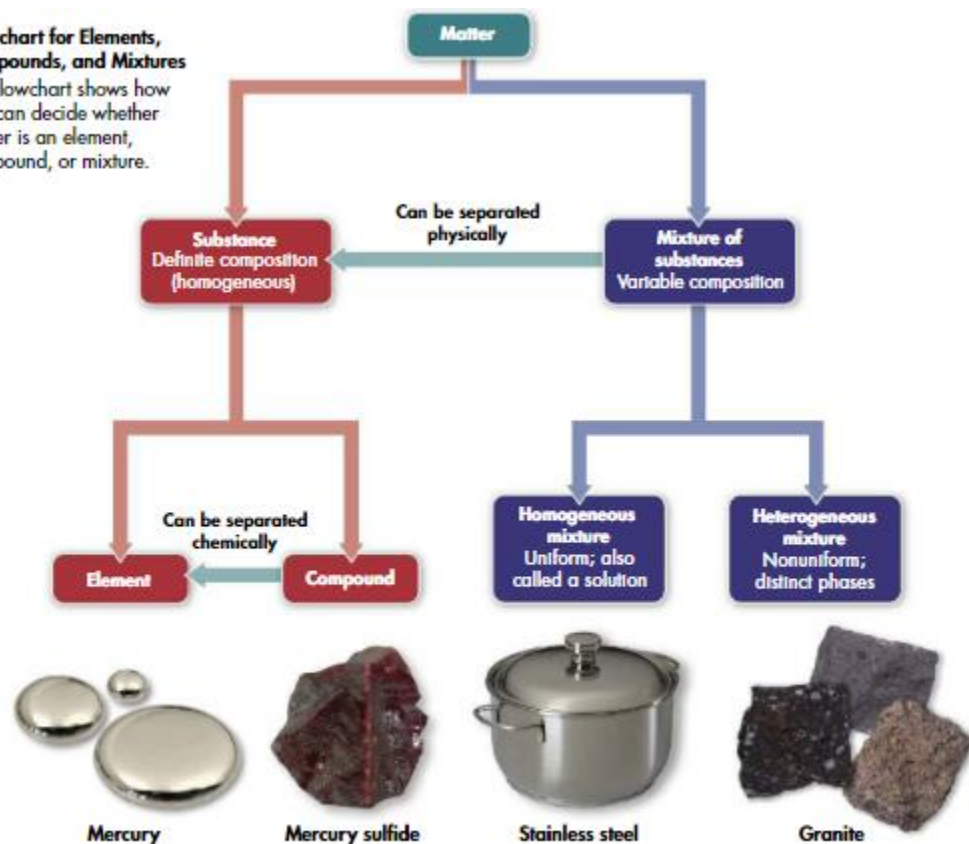 chart for Elements,
pounds, and Mixtures
lowchart shows how
can decide whether
er is an element,
pound, or mixture.
Matter
Can be separated
physically
Substance
Definite composition
(homogeneous)
Mixture of
substances
Variable composition
Can be separated
chemically
Element
Compound
Homogeneous
mixture
Uniform; also
called a solution
Heterogeneous
mixture
Nonuniform;
distinct phases
Mercury
Mercury sulfide
Stainless steel
Granite